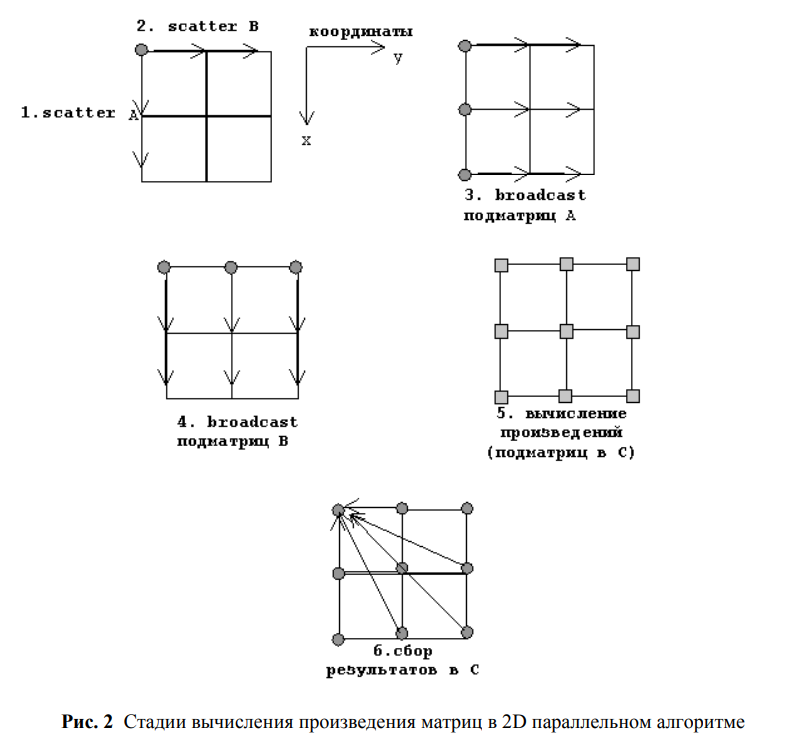 2. scatter B
координаты
y
1.scatter A
x
3. broadcast
подматриц A
4. broadcast
подматриц B
5. вычисление
произведений
(подматриц в C)
6.сбор
результатов в C
Рис. 2 Стадии вычисления произведения матриц в 2D параллельном алгоритме